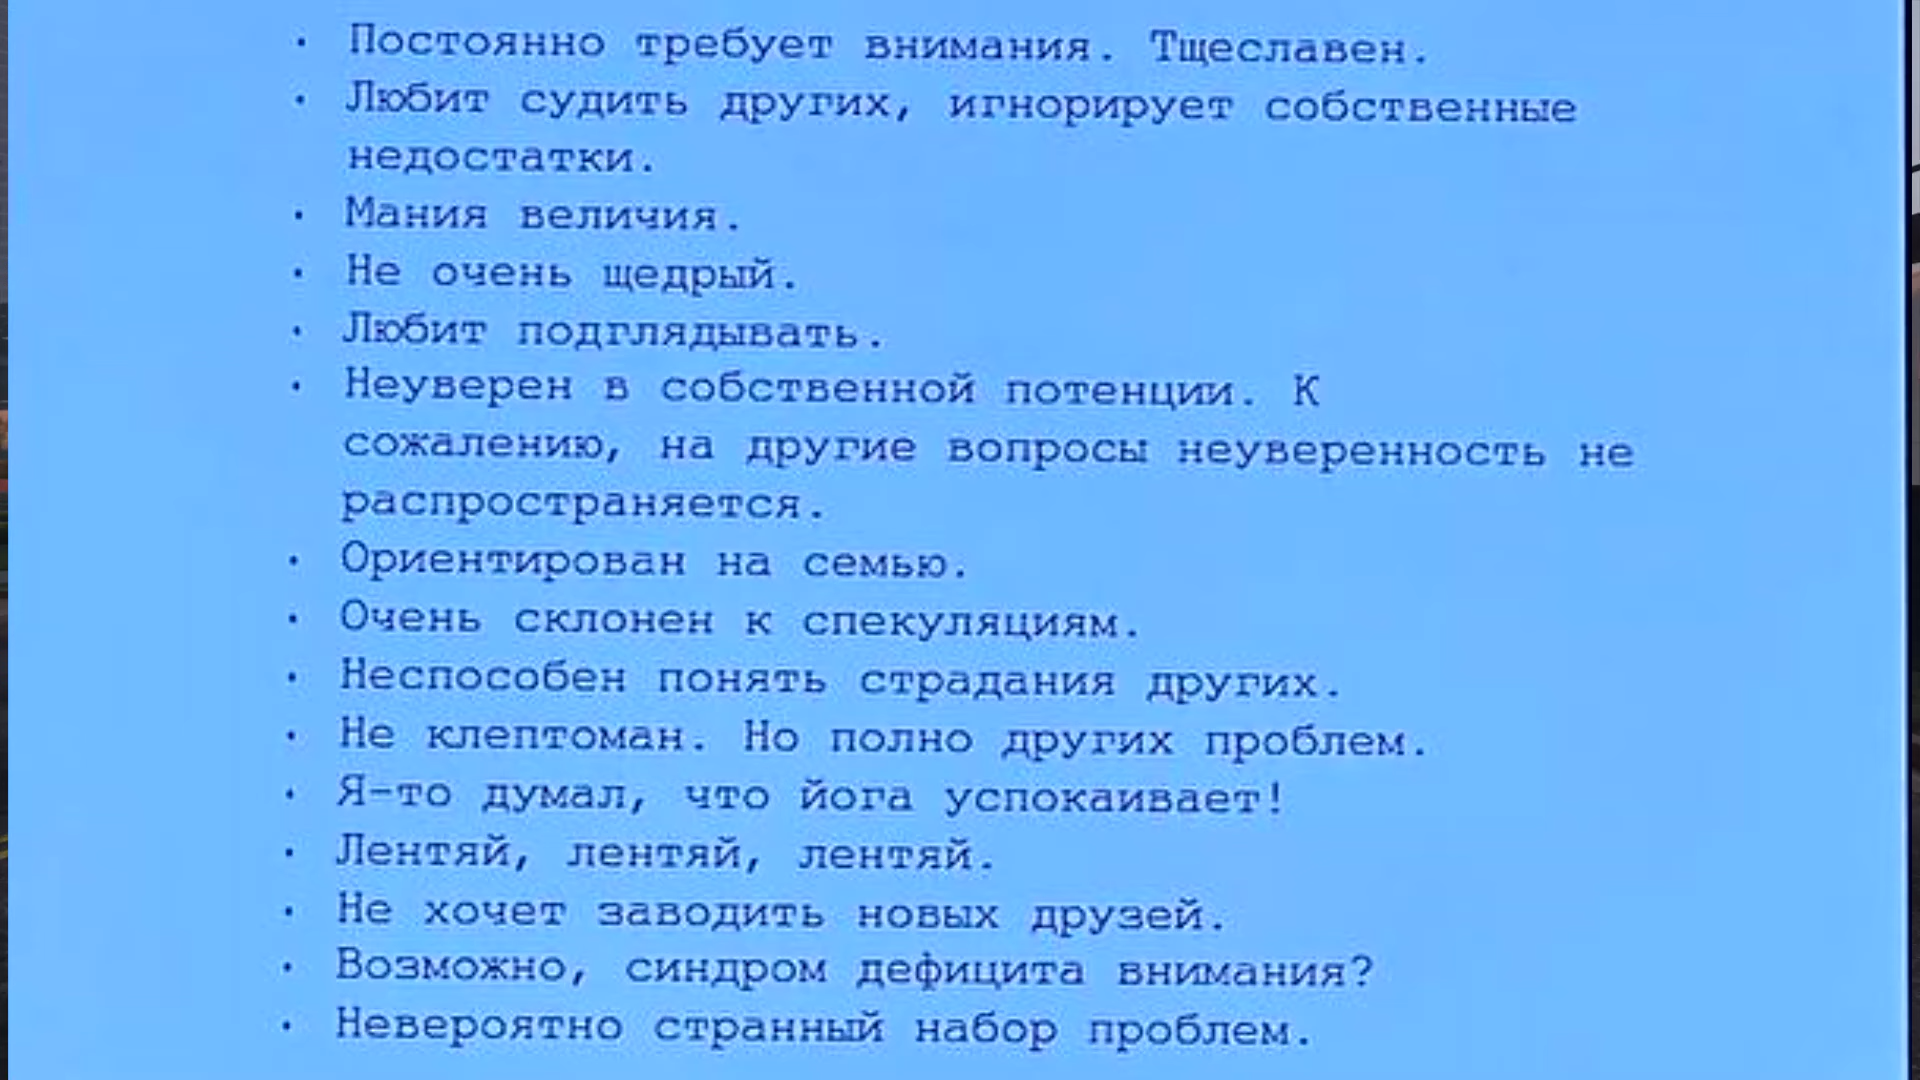 · Постоянно требует внимания. Тщеславен.
· Любит судить других, игнорирует собственные
недостатки.
· Мания величия.
· Не очень щедрый.
· Любит подглядывать.
· Неуверен в собственной потенции. К
сожалению, на другие вопросы неуверенность не
распространяется.
· Ориентирован на семью.
· Очень склонен к спекуляциям.
· Неспособен понять страдания других.
· Не клептоман. Но полно других проблем.
· Я-то думал, что йога успокаивает!
· Лентяй, лентяй, лентяй.
· Не хочет заводить новых друзей.
· Возможно, синдром дефицита внимания?
· Невероятно странный набор проблем.